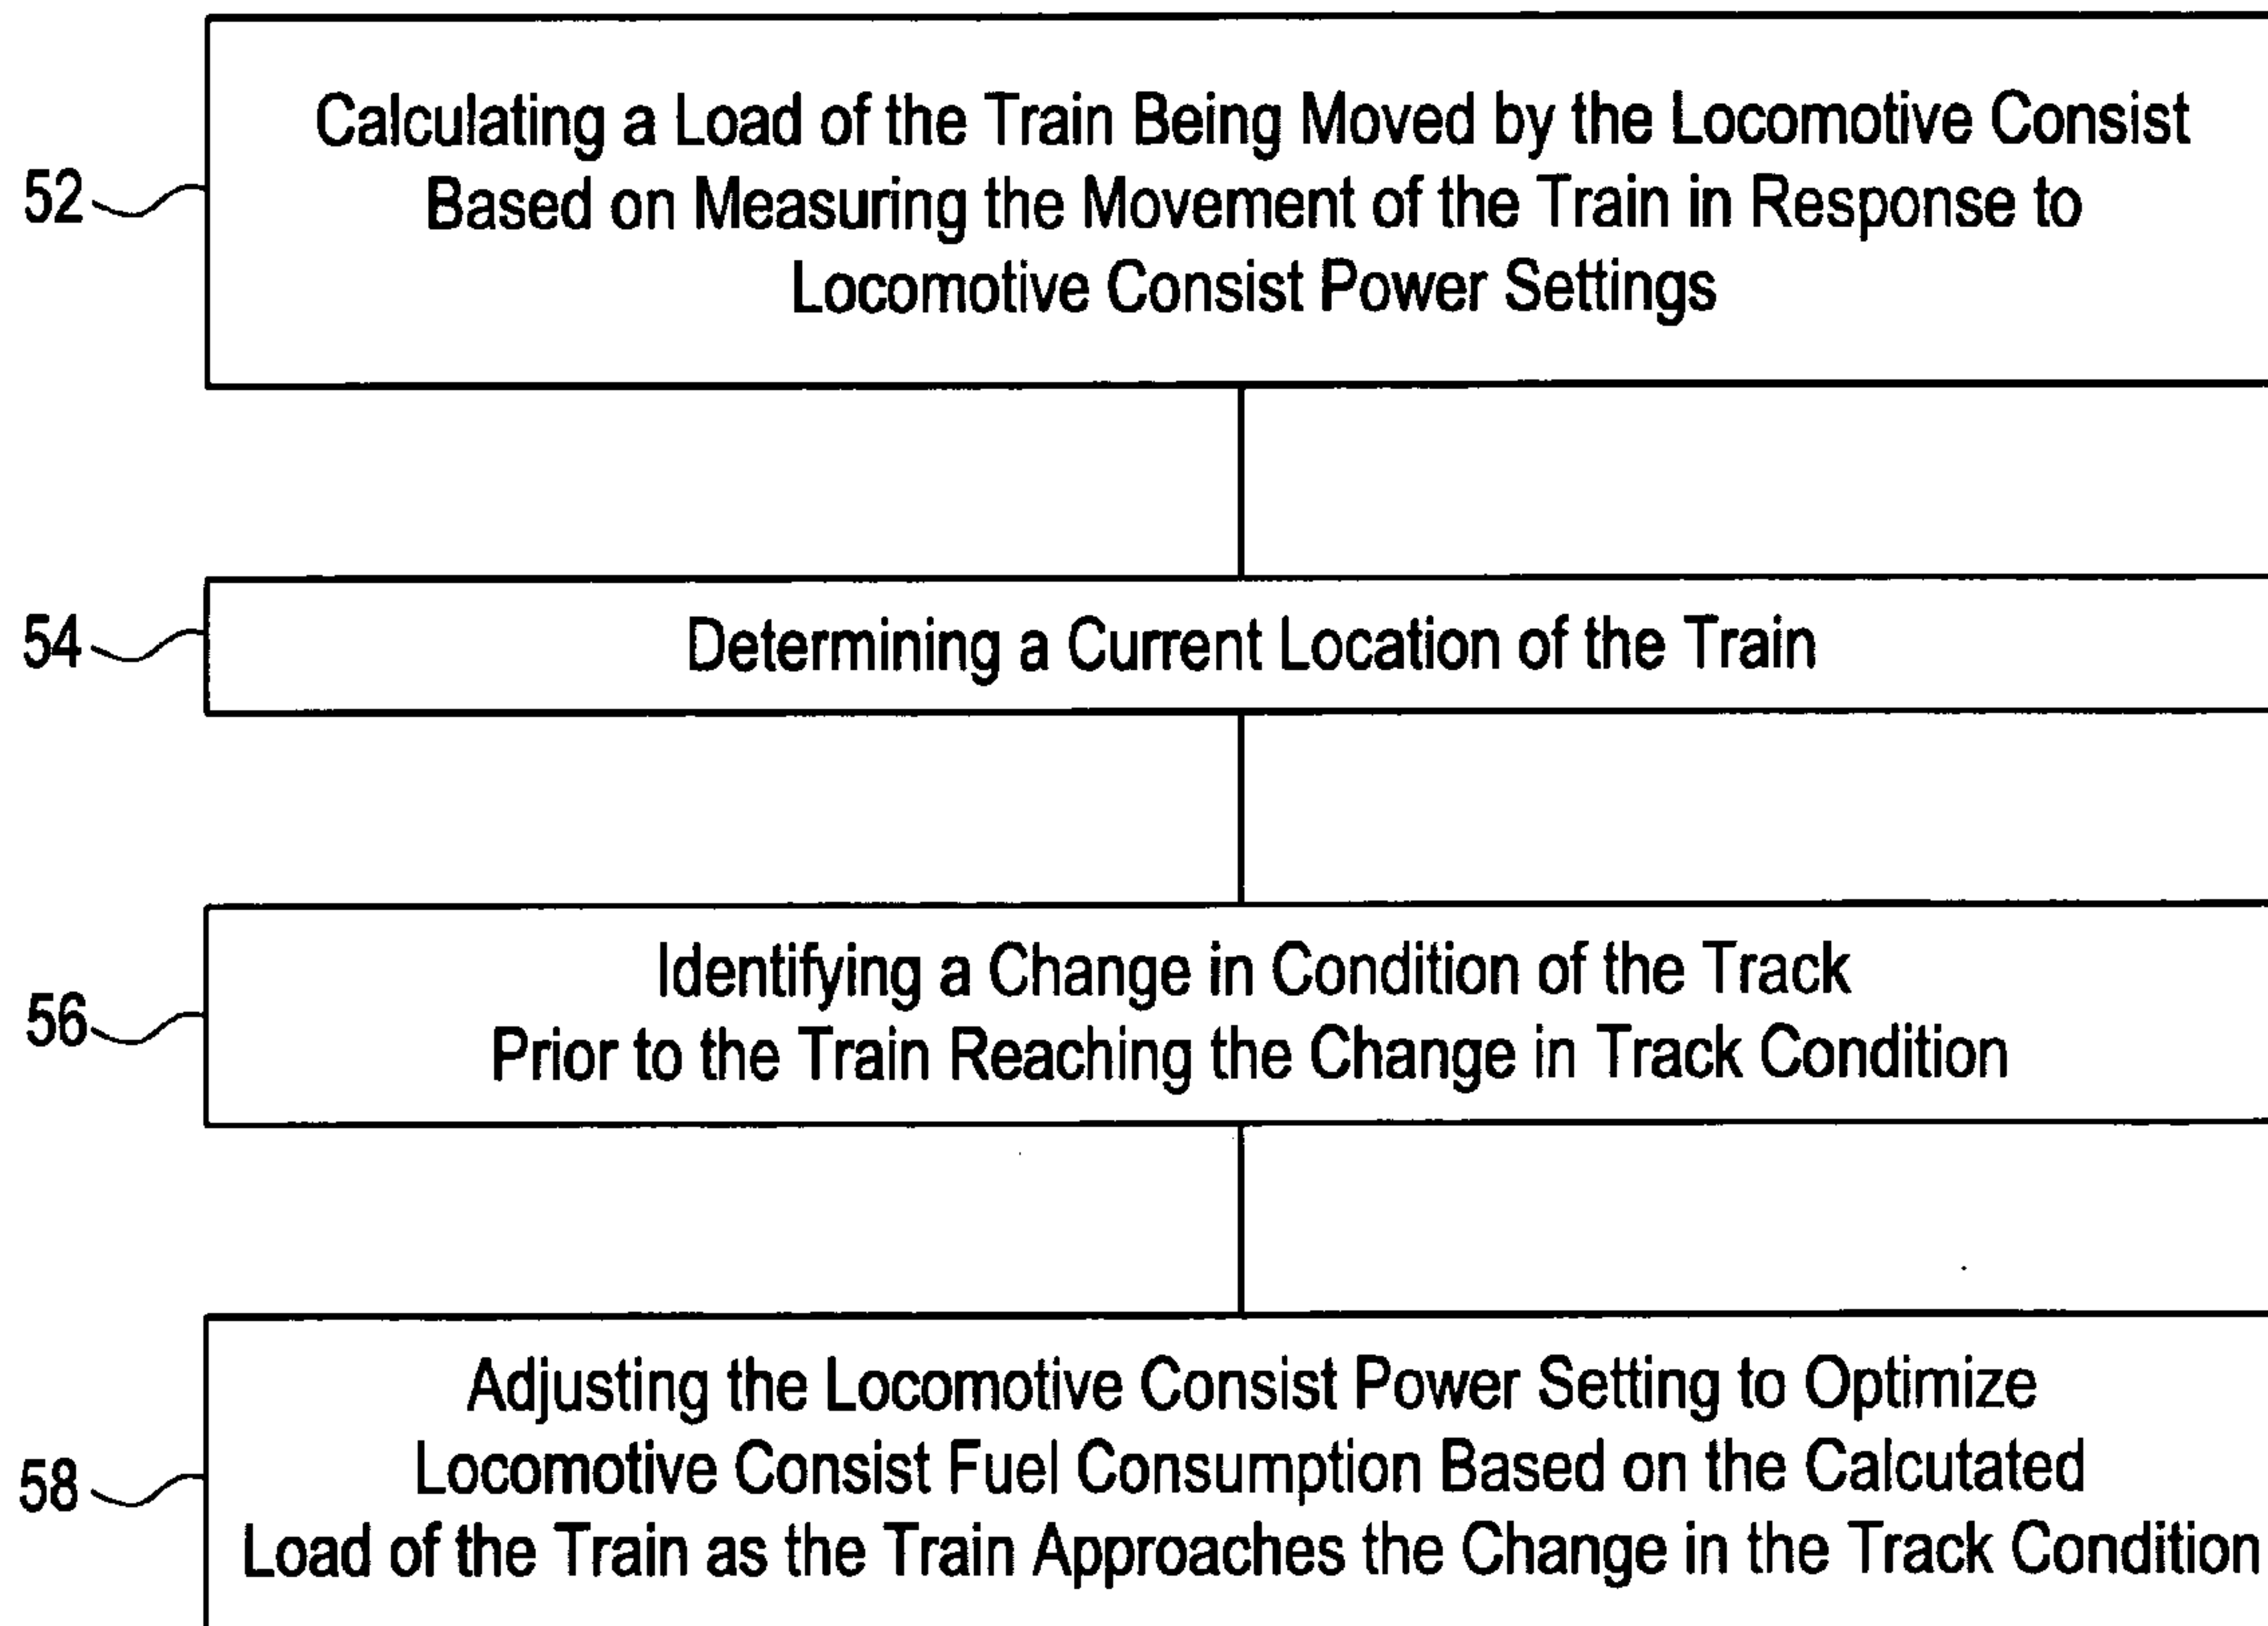 Calculating a Load of the Train Being Moved by the Locomotive Consist
52
Based on Measuring the Movement of the Train in Response to
Locomotive Consist Power Settings
54
Determining a Current Location of the Train
Identifying a Change in Condition of the Track
56
Prior to the Train Reaching the Change in Track Condition
Adjusting the Locomotive Consist Power Setting to Optimize
58
Locomotive Consist Fuel Consumption Based on the Calcutated
Load of the Train as the Train Approaches the Change in the Track Condition